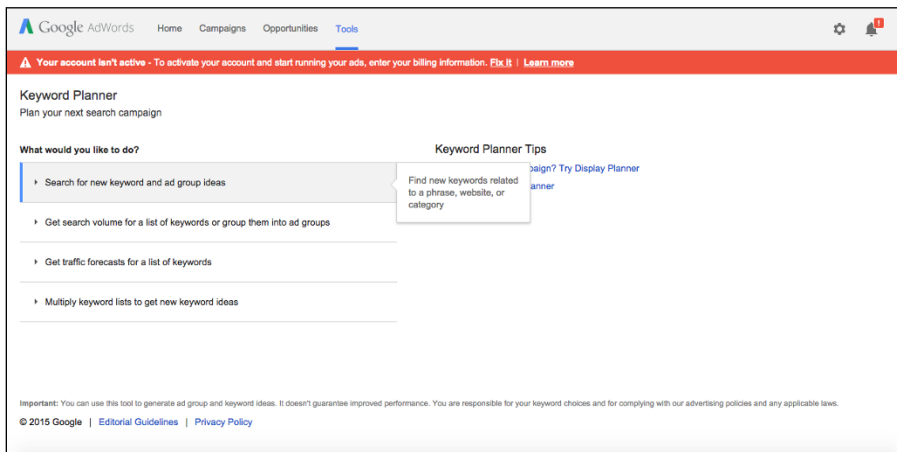 Google AdWords Home Campaigns Opportunities Tools
!
Your account isn't active - To activate your account and start running your ads, enter your billing information. Fix it | Learn more
Keyword Planner
Plan your next search campaign
What would you like to do?
Search for new keyword and ad group ideas
Get search volume for a list of keywords or group them into ad groups
Get traffic forecasts for a list of keywords
Multiply keyword lists to get new keyword ideas
Keyword Planner Tips
paign? Try Display Planner
anner
Find new keywords related
to a phrase, website, or
category
Important: You can use this tool to generate ad group and keyword ideas. It doesn't guarantee improved performance. You are responsible for your keyword choices and for complying with our advertising policies and any applicable laws.
© 2015 Google | Editorial Guidelines | Privacy Policy